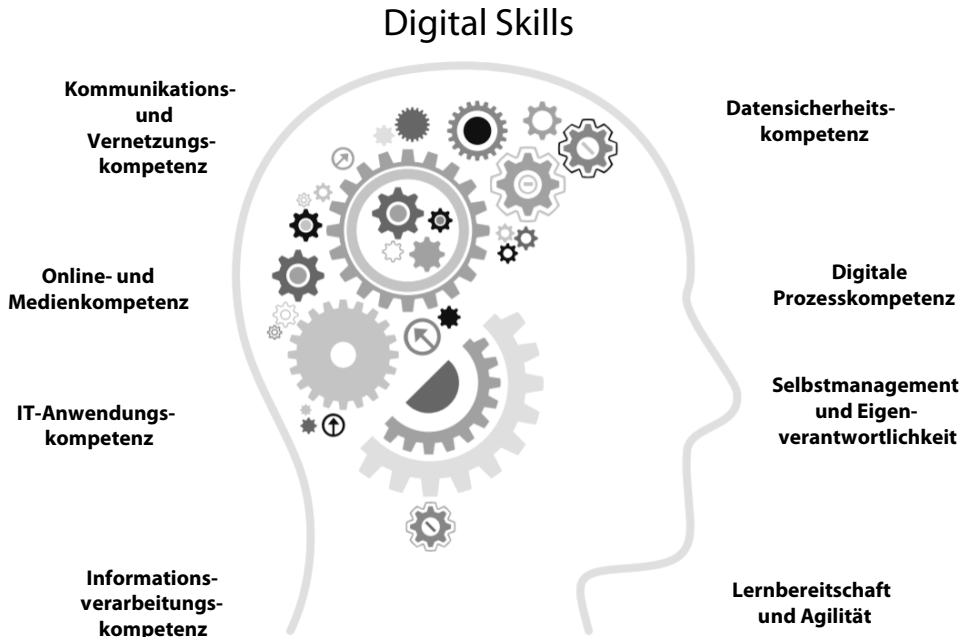 Digital Skills
Kommunikations-
und
Vernetzungs-
kompetenz
Online- und
Medienkompetenz
IT-Anwendungs-
kompetenz
Informations-
verarbeitungs-
kompetenz
Datensicherheits-
kompetenz
Digitale
Prozesskompetenz
Selbstmanagement
und Eigen-
verantwortlichkeit
Lernbereitschaft
und Agilität